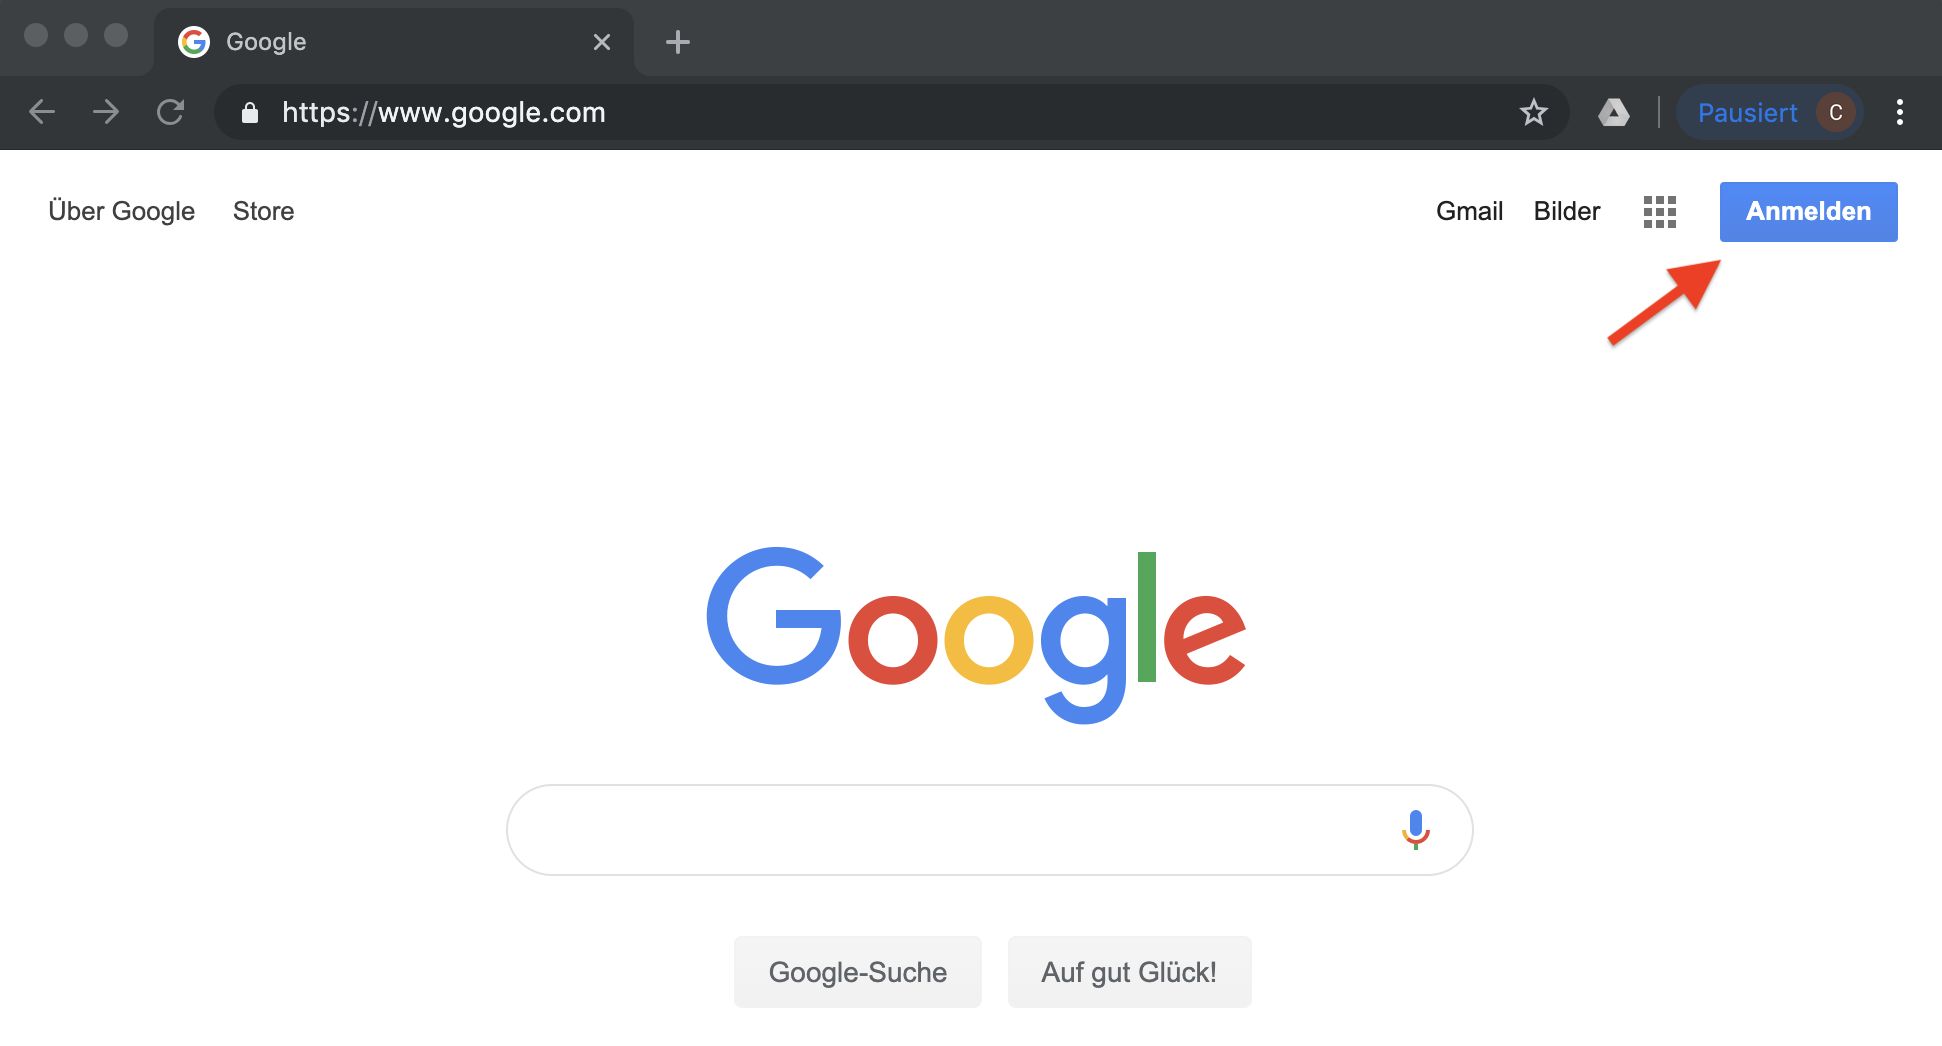 Google
https://www.google.com
Pausiert C
Über Google Store Gmail Bilder Anmelden
Google
Google-Suche Auf gut Glück!